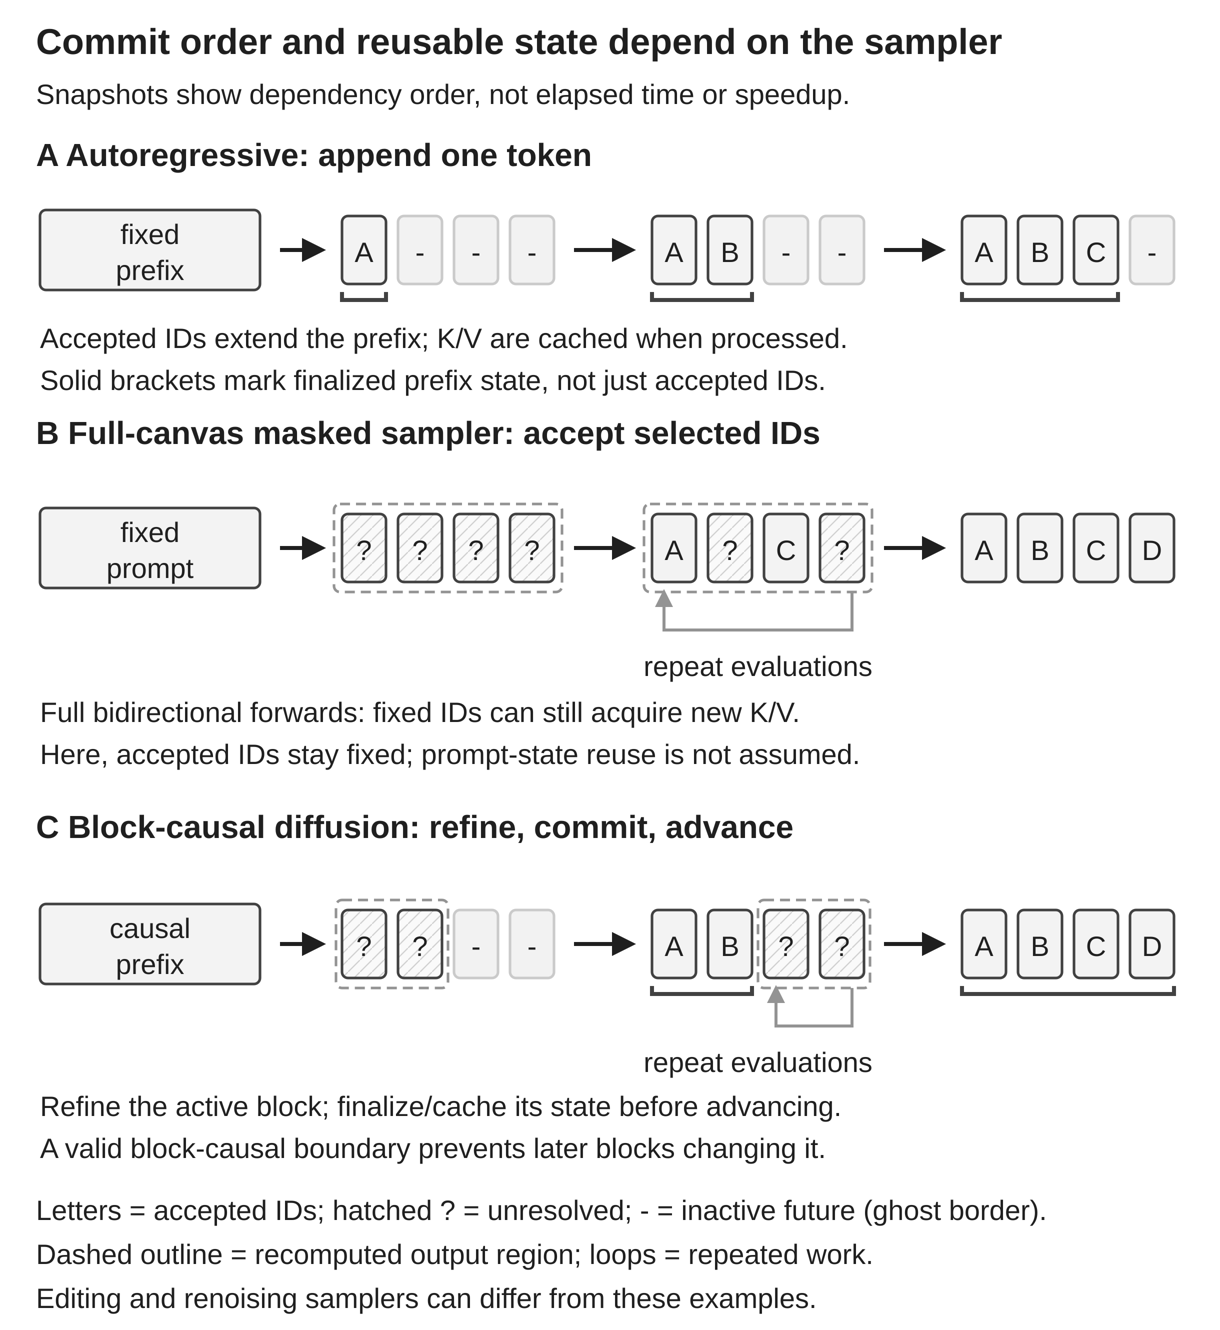 Commit order and reusable state depend on the sampler
Snapshots show dependency order, not elapsed time or speedup.
A Autoregressive: append one token
fixed
prefix
A - - -
A B - -
A B C -
Accepted IDs extend the prefix; K/V are cached when processed.
Solid brackets mark finalized prefix state, not just accepted IDs.
B Full-canvas masked sampler: accept selected IDs
fixed
prompt
? ? ? ?
A ? C ?
A B C D
repeat evaluations
Full bidirectional forwards: fixed IDs can still acquire new K/V.
Here, accepted IDs stay fixed; prompt-state reuse is not assumed.
C Block-causal diffusion: refine, commit, advance
causal
prefix
? ? - -
A B ? ?
A B C D
repeat evaluations
Refine the active block; finalize/cache its state before advancing.
A valid block-causal boundary prevents later blocks changing it.
Letters = accepted IDs; hatched ? = unresolved; - = inactive future (ghost border).
Dashed outline = recomputed output region; loops = repeated work.
Editing and renoising samplers can differ from these examples.